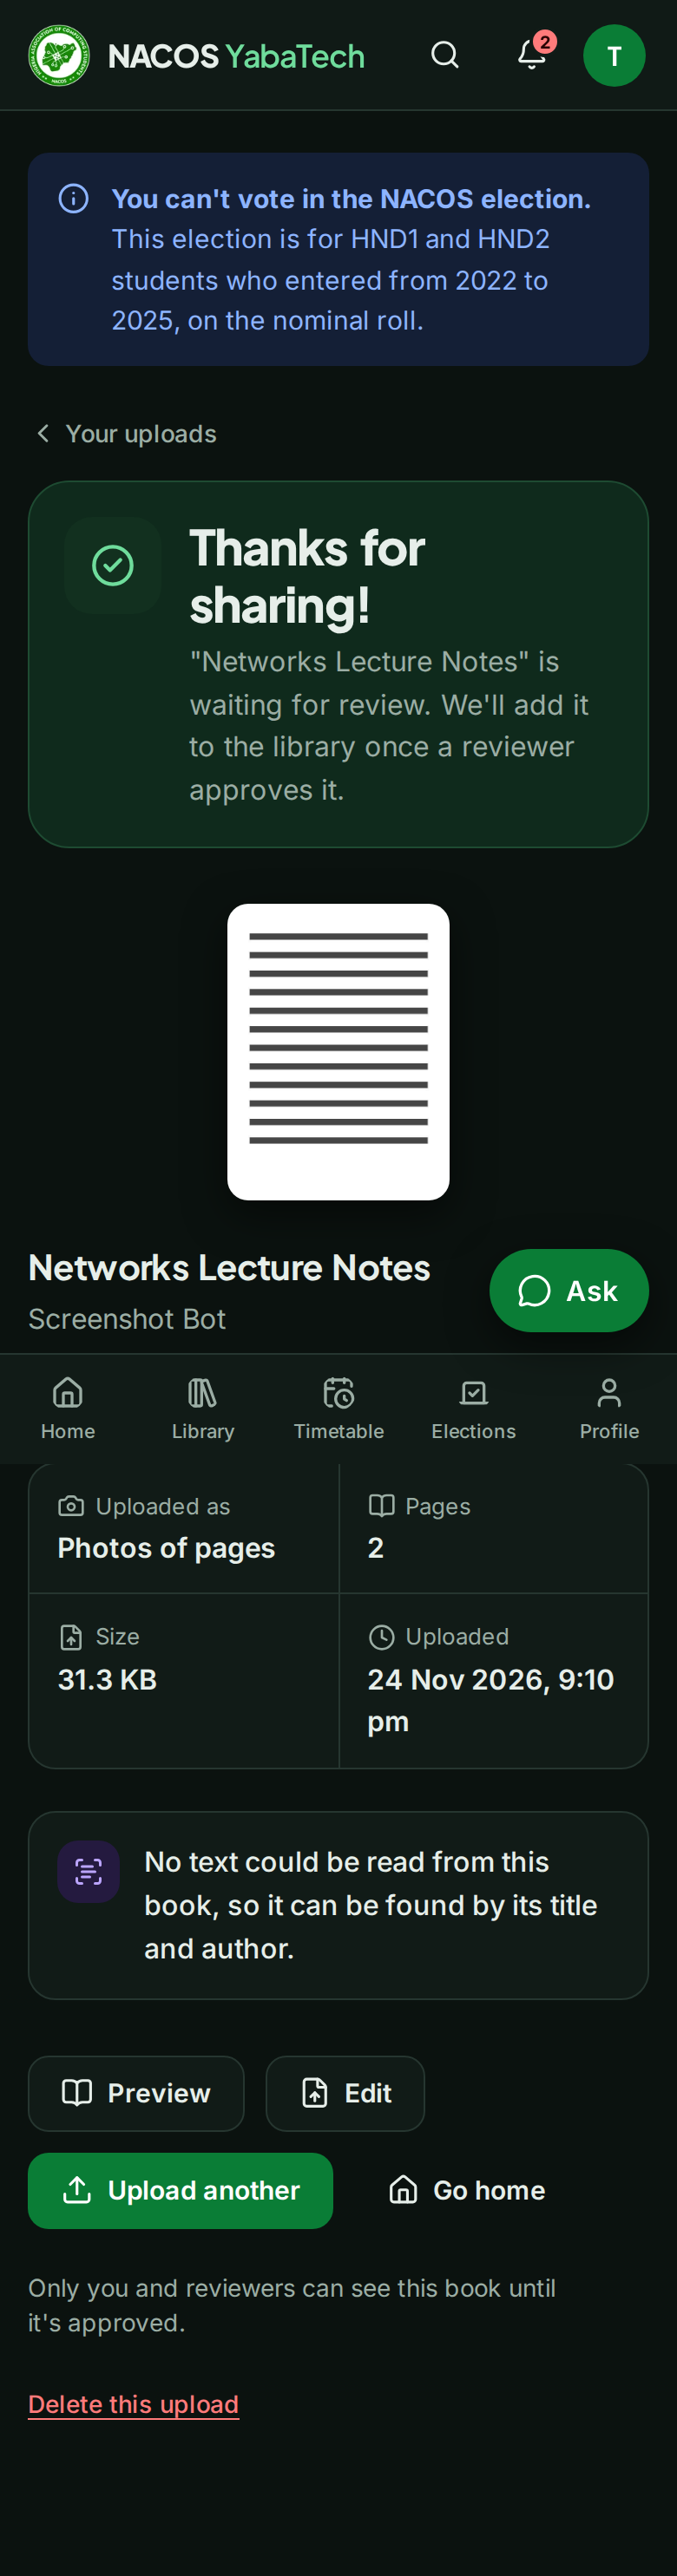 NACOS YabaTech
2
T
You can't vote in the NACOS election.
This election is for HND1 and HND2
students who entered from 2022 to
2025, on the nominal roll.
Your uploads
Thanks for
sharing!
"Networks Lecture Notes" is
waiting for review. We'll add it
to the library once a reviewer
approves it.
Networks Lecture Notes
Screenshot Bot
Ask
Home
Library
Timetable
Elections
Profile
Uploaded as
Photos of pages
Pages
2
Size
31.3 KB
Uploaded
24 Nov 2026, 9:10
pm
No text could be read from this
book, so it can be found by its title
and author.
Preview
Edit
Upload another
Go home
Only you and reviewers can see this book until
it's approved.
Delete this upload